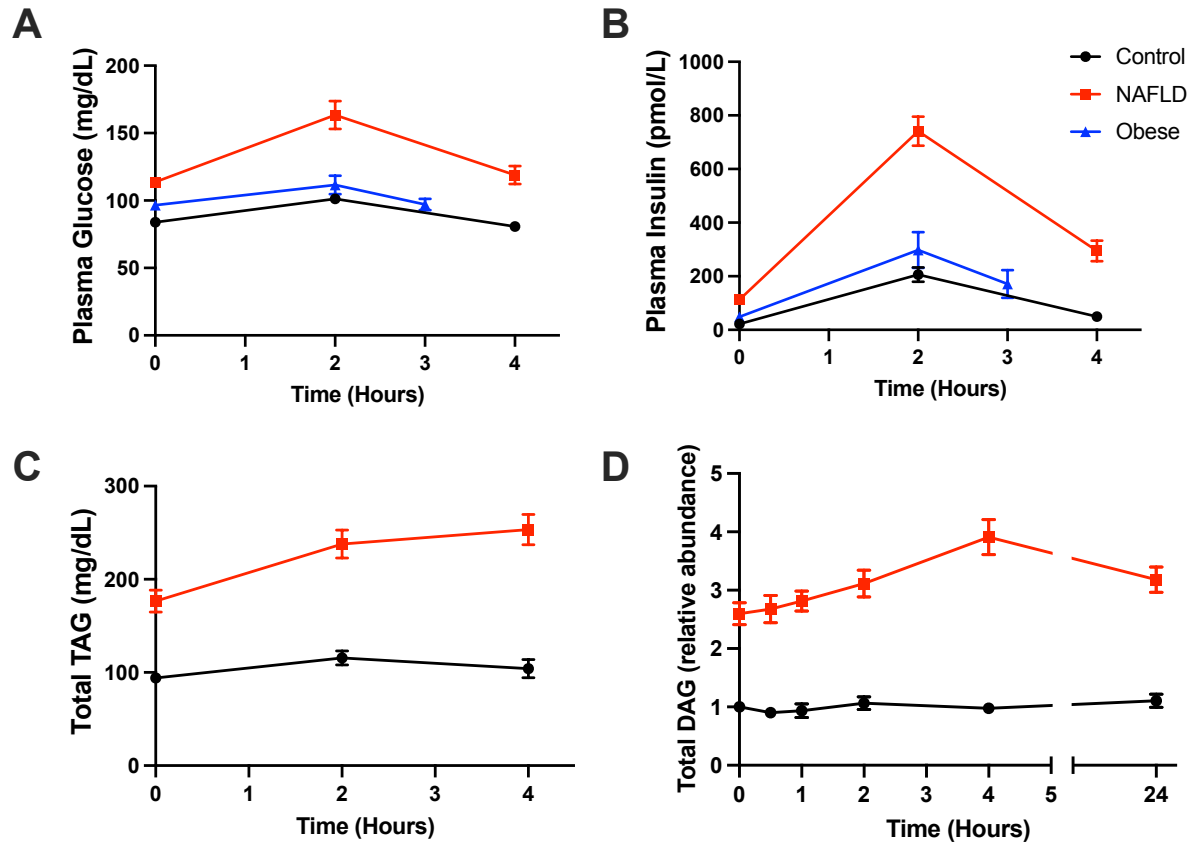 A
Plasma Glucose (mg/dL)
200
150
100
50
0
0 1 2 3 4
Time (Hours)
B
Plasma Insulin (pmol/L)
1000
800
600
400
200
0
0 1 2 3 4
Time (Hours)
Control
NAFLD
Obese
C
Total TAG (mg/dL)
300
200
100
0
0 1 2 3 4
Time (Hours)
D
Total DAG (relative abundance)
5
4
3
2
1
0
0 1 2 3 4 5 24
Time (Hours)